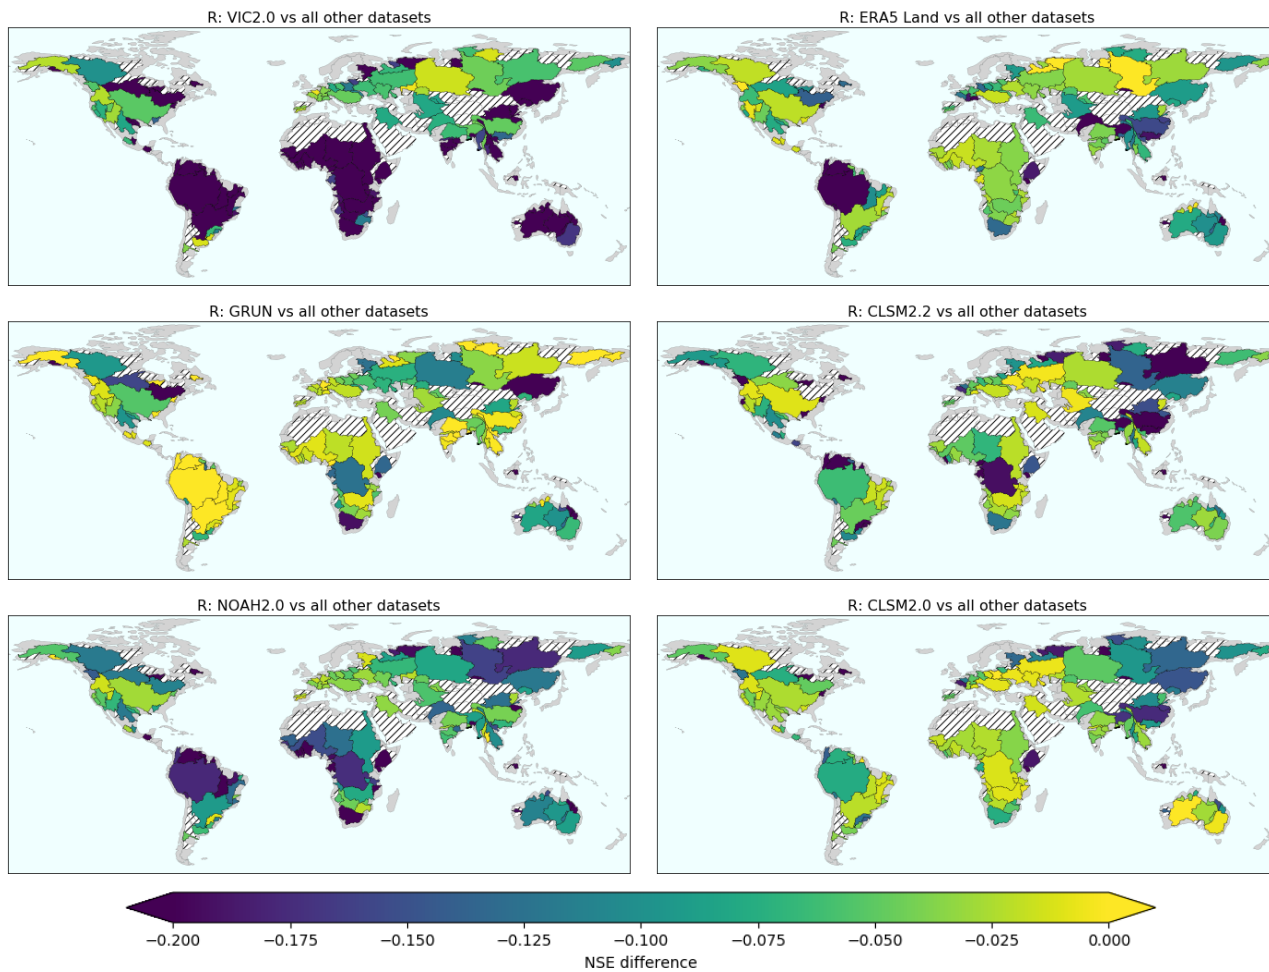 R: VIC2.0 vs all other datasets
R: ERA5 Land vs all other datasets
R: GRUN vs all other datasets
R: CLSM2.2 vs all other datasets
R: NOAH2.0 vs all other datasets
R: CLSM2.0 vs all other datasets
−0.200 −0.175 −0.150 −0.125 −0.100 −0.075 −0.050 −0.025 0.000
NSE difference